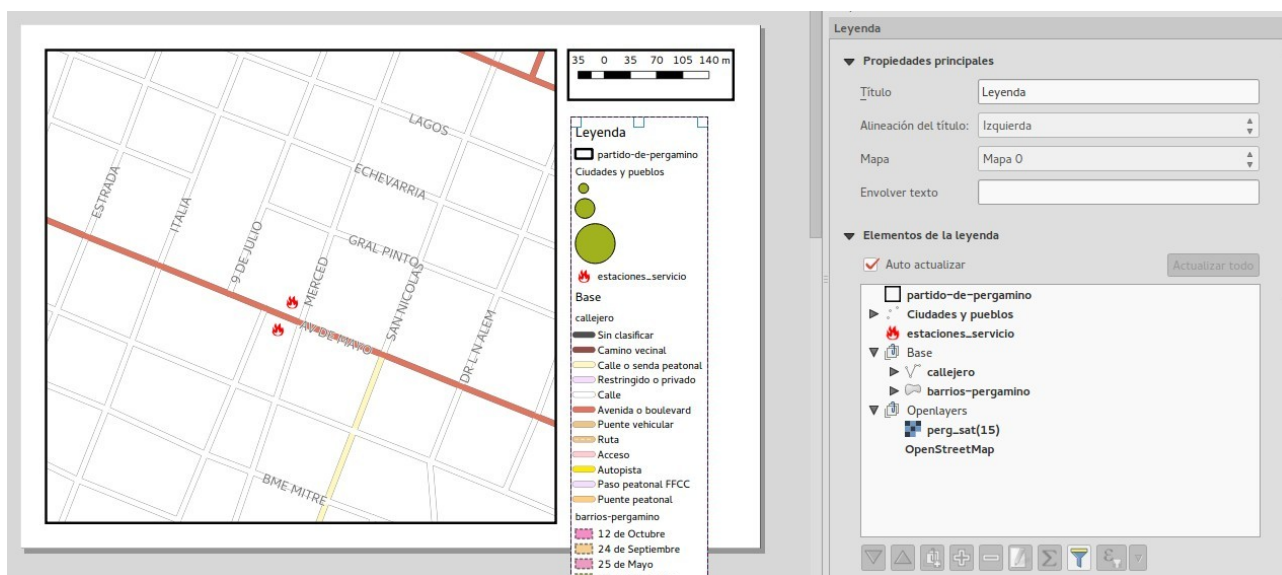 35 0 35 70 105 140 m
LAGOS
ECHEVARRIA
ESTRADA
ITALIA
9 DE JULIO
MERCED
GRAL PINTO
SAN NICOLAS
AV DE MAYO
DR L N ALEM
BME MITRE
Leyenda
partido-de-pergamino
Ciudades y pueblos
estaciones_servicio
Base
callejero
Sin clasificar
Camino vecinal
Calle o senda peatonal
Restringido o privado
Calle
Avenida o boulevard
Puente vehicular
Ruta
Acceso
Autopista
Paso peatonal FFCC
Puente peatonal
barrios-pergamino
12 de Octubre
24 de Septiembre
25 de Mayo
Leyenda
Propiedades principales
Título Leyenda
Alineación del título: Izquierda
Mapa Mapa 0
Envolver texto
Elementos de la leyenda
Auto actualizar Actualizar todo
partido-de-pergamino
Ciudades y pueblos
estaciones_servicio
Base
callejero
barrios-pergamino
Openlayers
perg_sat(15)
OpenStreetMap